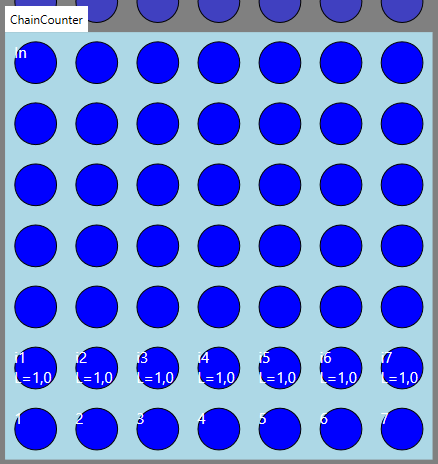 ChainCounter
In
i1 i2 i3 i4 i5 i6 i7
L=1,0 L=1,0 L=1,0 L=1,0 L=1,0 L=1,0 L=1,0
1 2 3 4 5 6 7